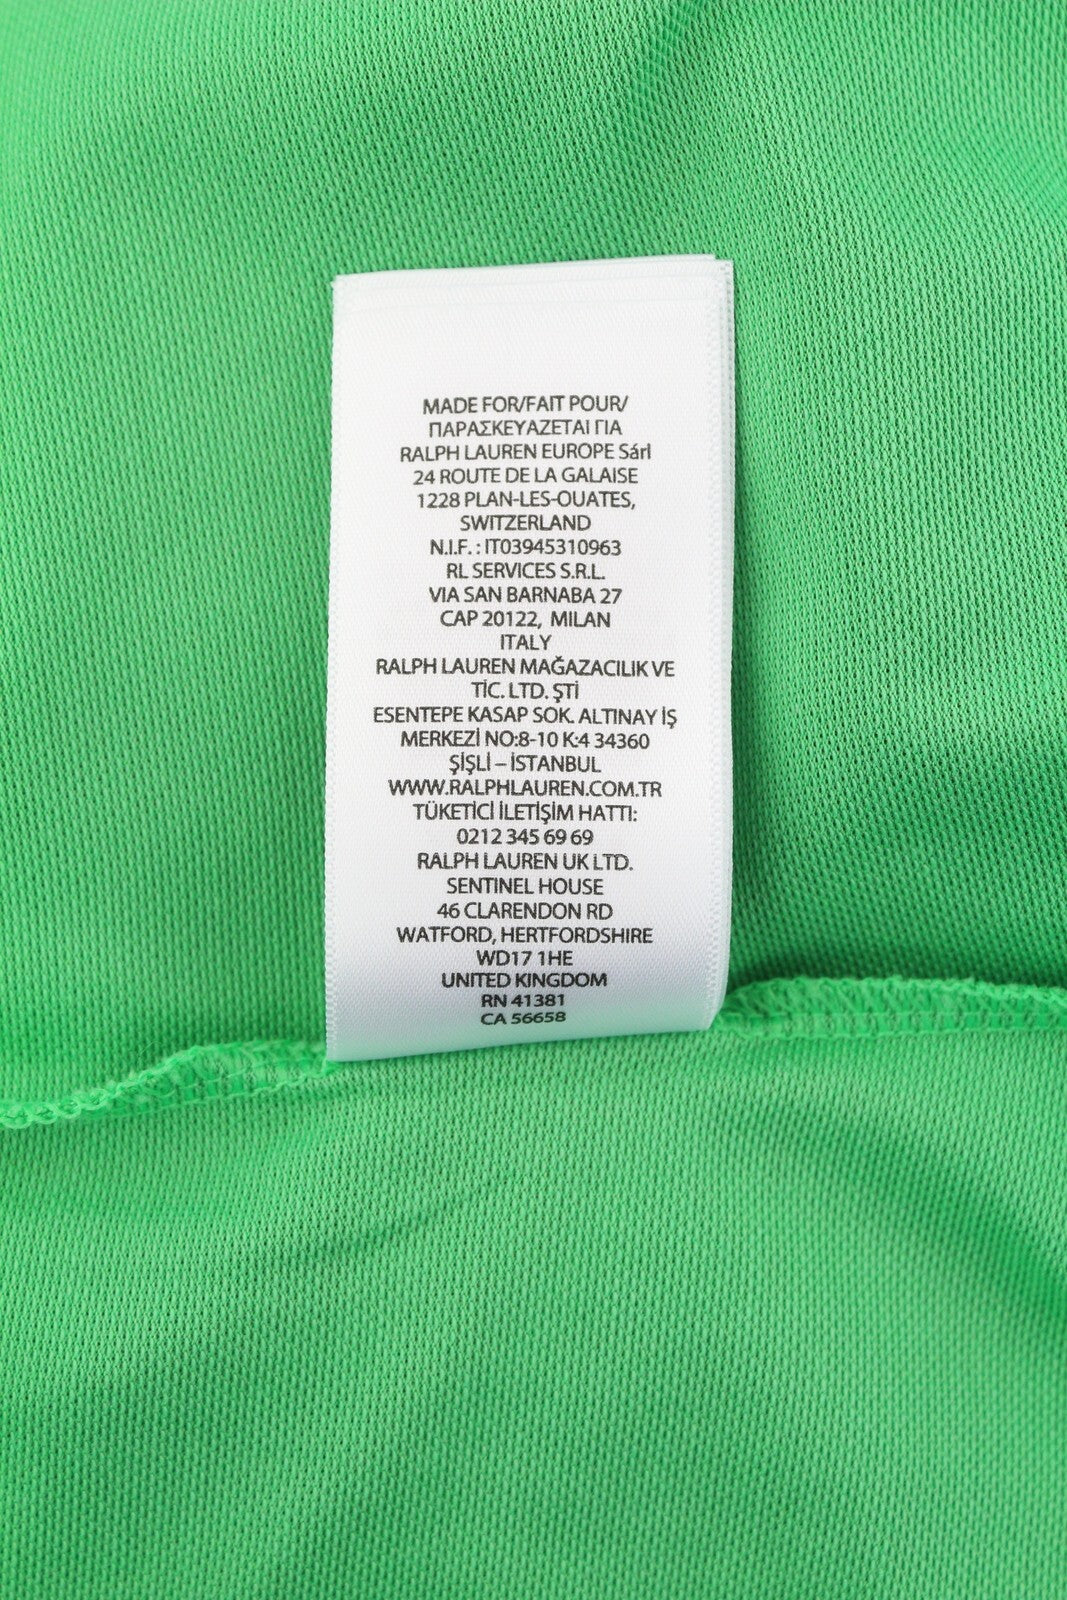 MADE FOR/FAIT POUR/
ΠΑΡΑΣΚΕΥΑΖΕΤΑΙ ΓΙΑ
RALPH LAUREN EUROPE Sárl
24 ROUTE DE LA GALAISE
1228 PLAN-LES-OUATES,
SWITZERLAND
N.I.F. : IT03945310963
RL SERVICES S.R.L.
VIA SAN BARNABA 27
CAP 20122, MILAN
ITALY
RALPH LAUREN MAĞAZACILIK VE
TİC. LTD. ŞTİ
ESENTEPE KASAP SOK. ALTINAY İŞ
MERKEZİ NO:8-10 K:4 34360
ŞİŞLİ – İSTANBUL
WWW.RALPHLAUREN.COM.TR
TÜKETİCİ İLETİŞİM HATTI:
0212 345 69 69
RALPH LAUREN UK LTD.
SENTINEL HOUSE
46 CLARENDON RD
WATFORD, HERTFORDSHIRE
WD17 1HE
UNITED KINGDOM
RN 41381
CA 56658